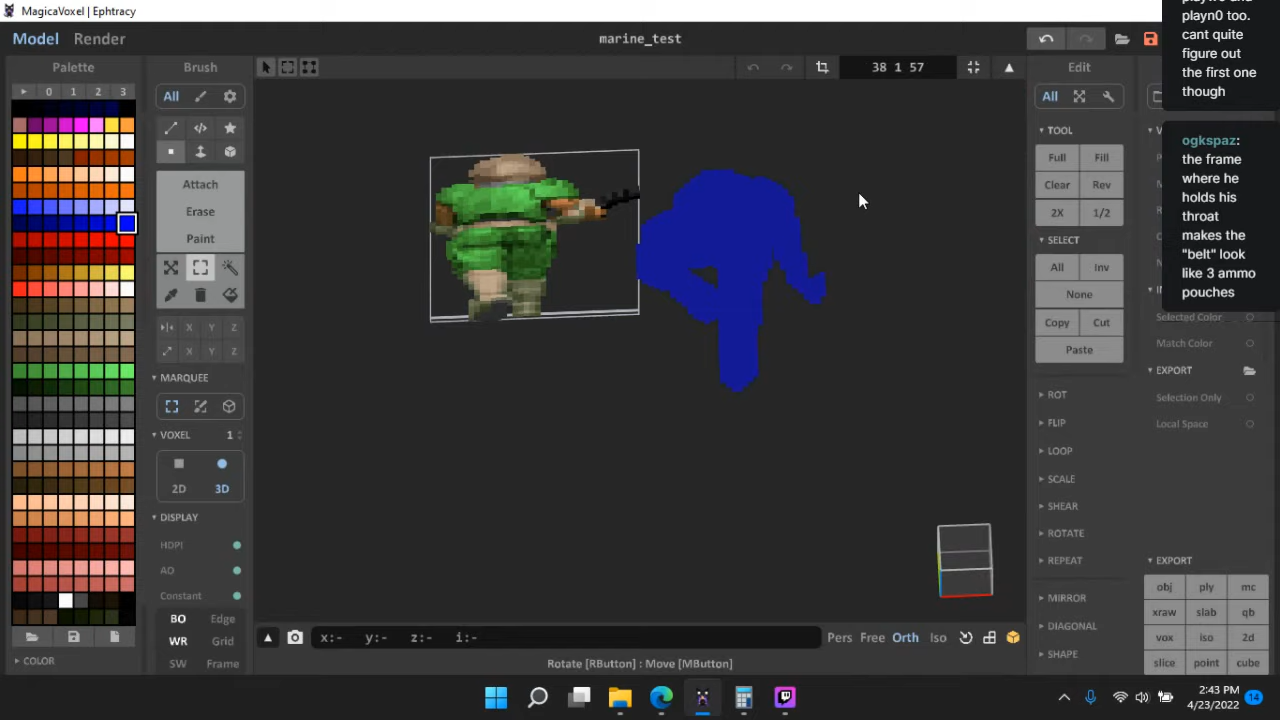 MagicaVoxel | Ephtracy
Model Render
marine_test
playn0 too.
cant quite
figure out
the first one
though
ogkspaz:
the frame
where he
holds his
throat
makes the
"belt" look
like 3 ammo
pouches
Palette
0 1 2 3
COLOR
Brush
All
Attach
Erase
Paint
X Y Z
X Y Z
MARQUEE
VOXEL 1
2D 3D
DISPLAY
HDPI
AO
Constant
BO Edge
WR Grid
SW Frame
38 1 57
x:- y:- z:- i:-
Pers Free Orth Iso
Rotate [RButton] : Move [MButton]
Edit
All
TOOL
Full Fill
Clear Rev
2X 1/2
SELECT
All Inv
None
Copy Cut
Paste
ROT
FLIP
LOOP
SCALE
SHEAR
ROTATE
REPEAT
MIRROR
DIAGONAL
SHAPE
Selected Color
Match Color
EXPORT
Selection Only
Local Space
EXPORT
obj ply mc
xraw slab qb
vox iso 2d
slice point cube
2:43 PM
4/23/2022
14